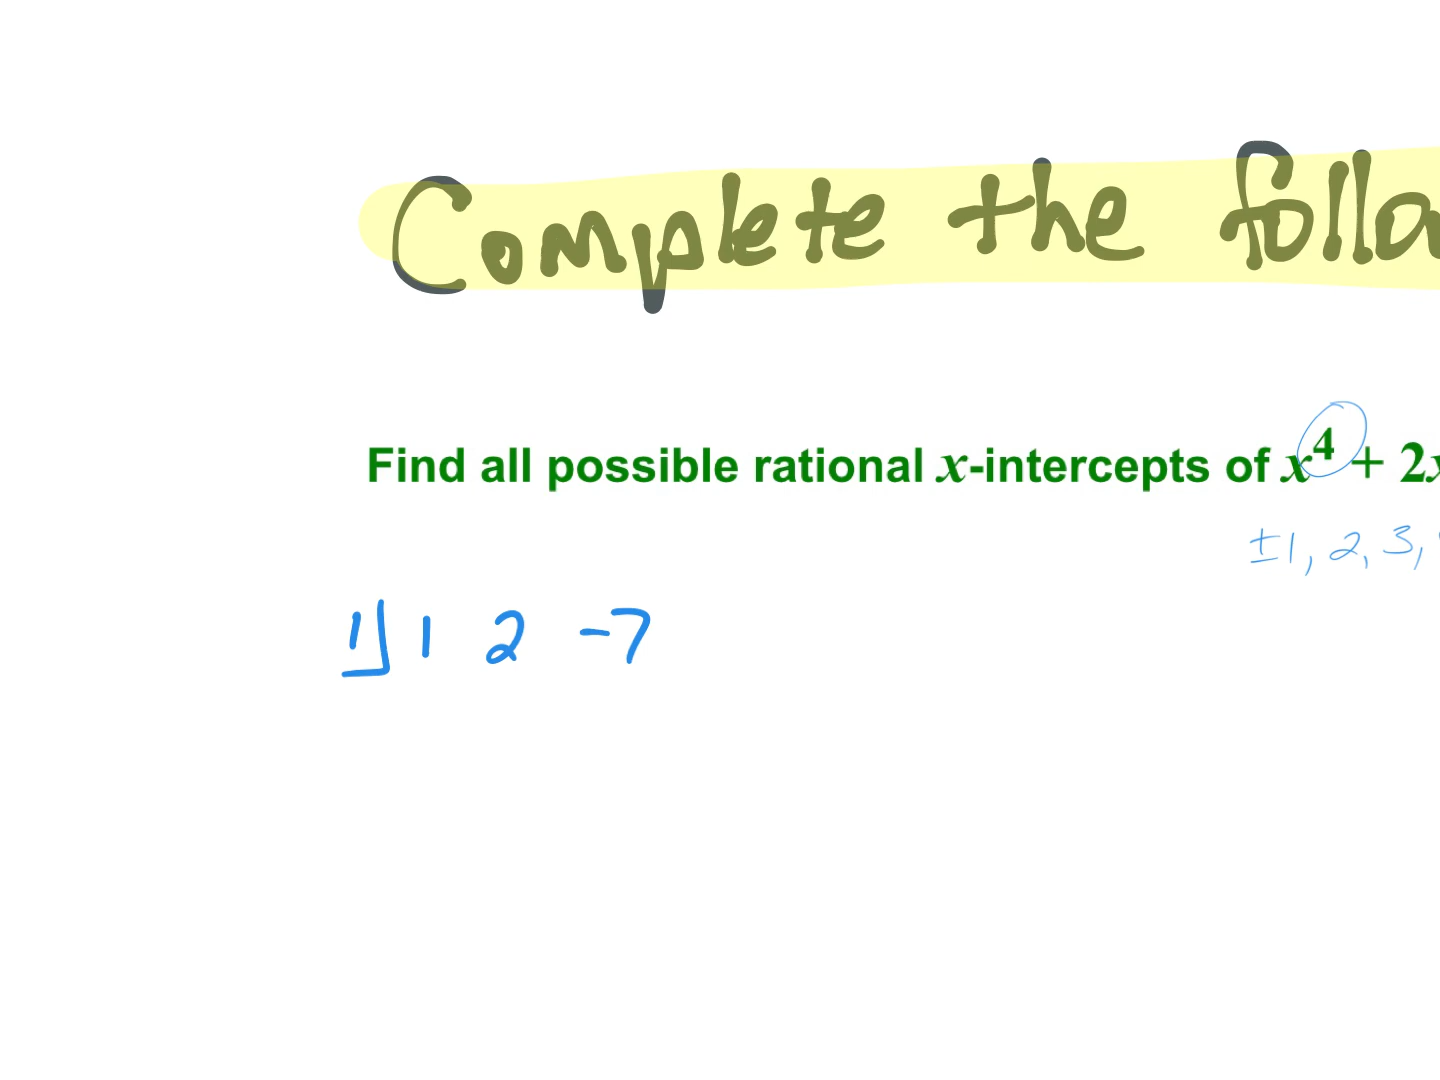 Complete the follo
Find all possible rational x-intercepts of x⁴ + 2x
±1, 2, 3,
1 1 2 -7